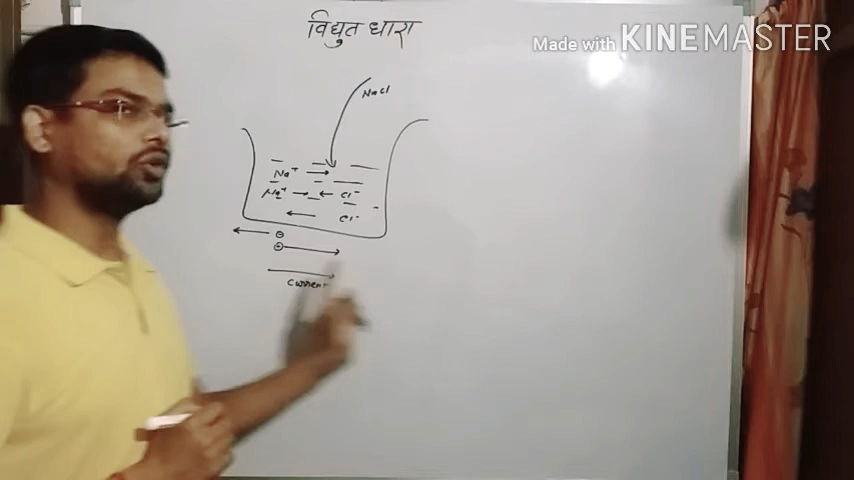 विद्युत धारा
Made with KINEMASTER
NaCl
Na⁺
Na⁺ Cl⁻
Cl⁻
⊖
⊕
Current